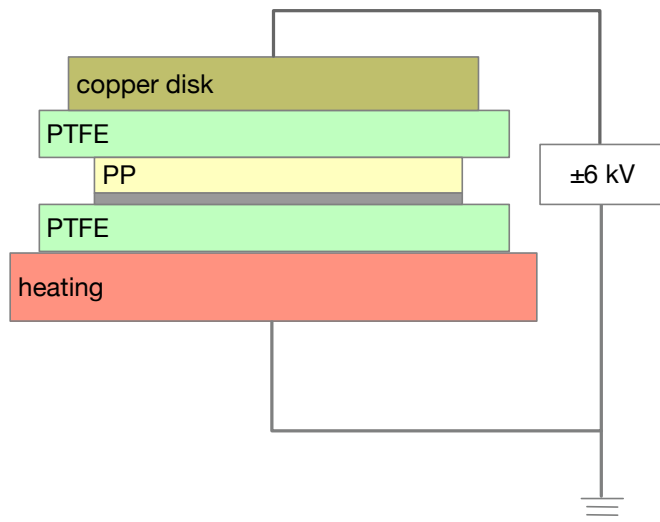 copper disk
PTFE
PP
±6 kV
PTFE
heating